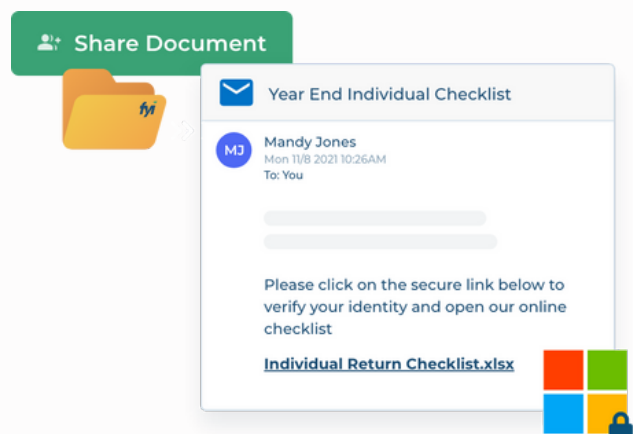 Share Document
fyi
Year End Individual Checklist
MJ
Mandy Jones
Mon 11/8 2021 10:26AM
To: You
Please click on the secure link below to
verify your identity and open our online
checklist
Individual Return Checklist.xlsx